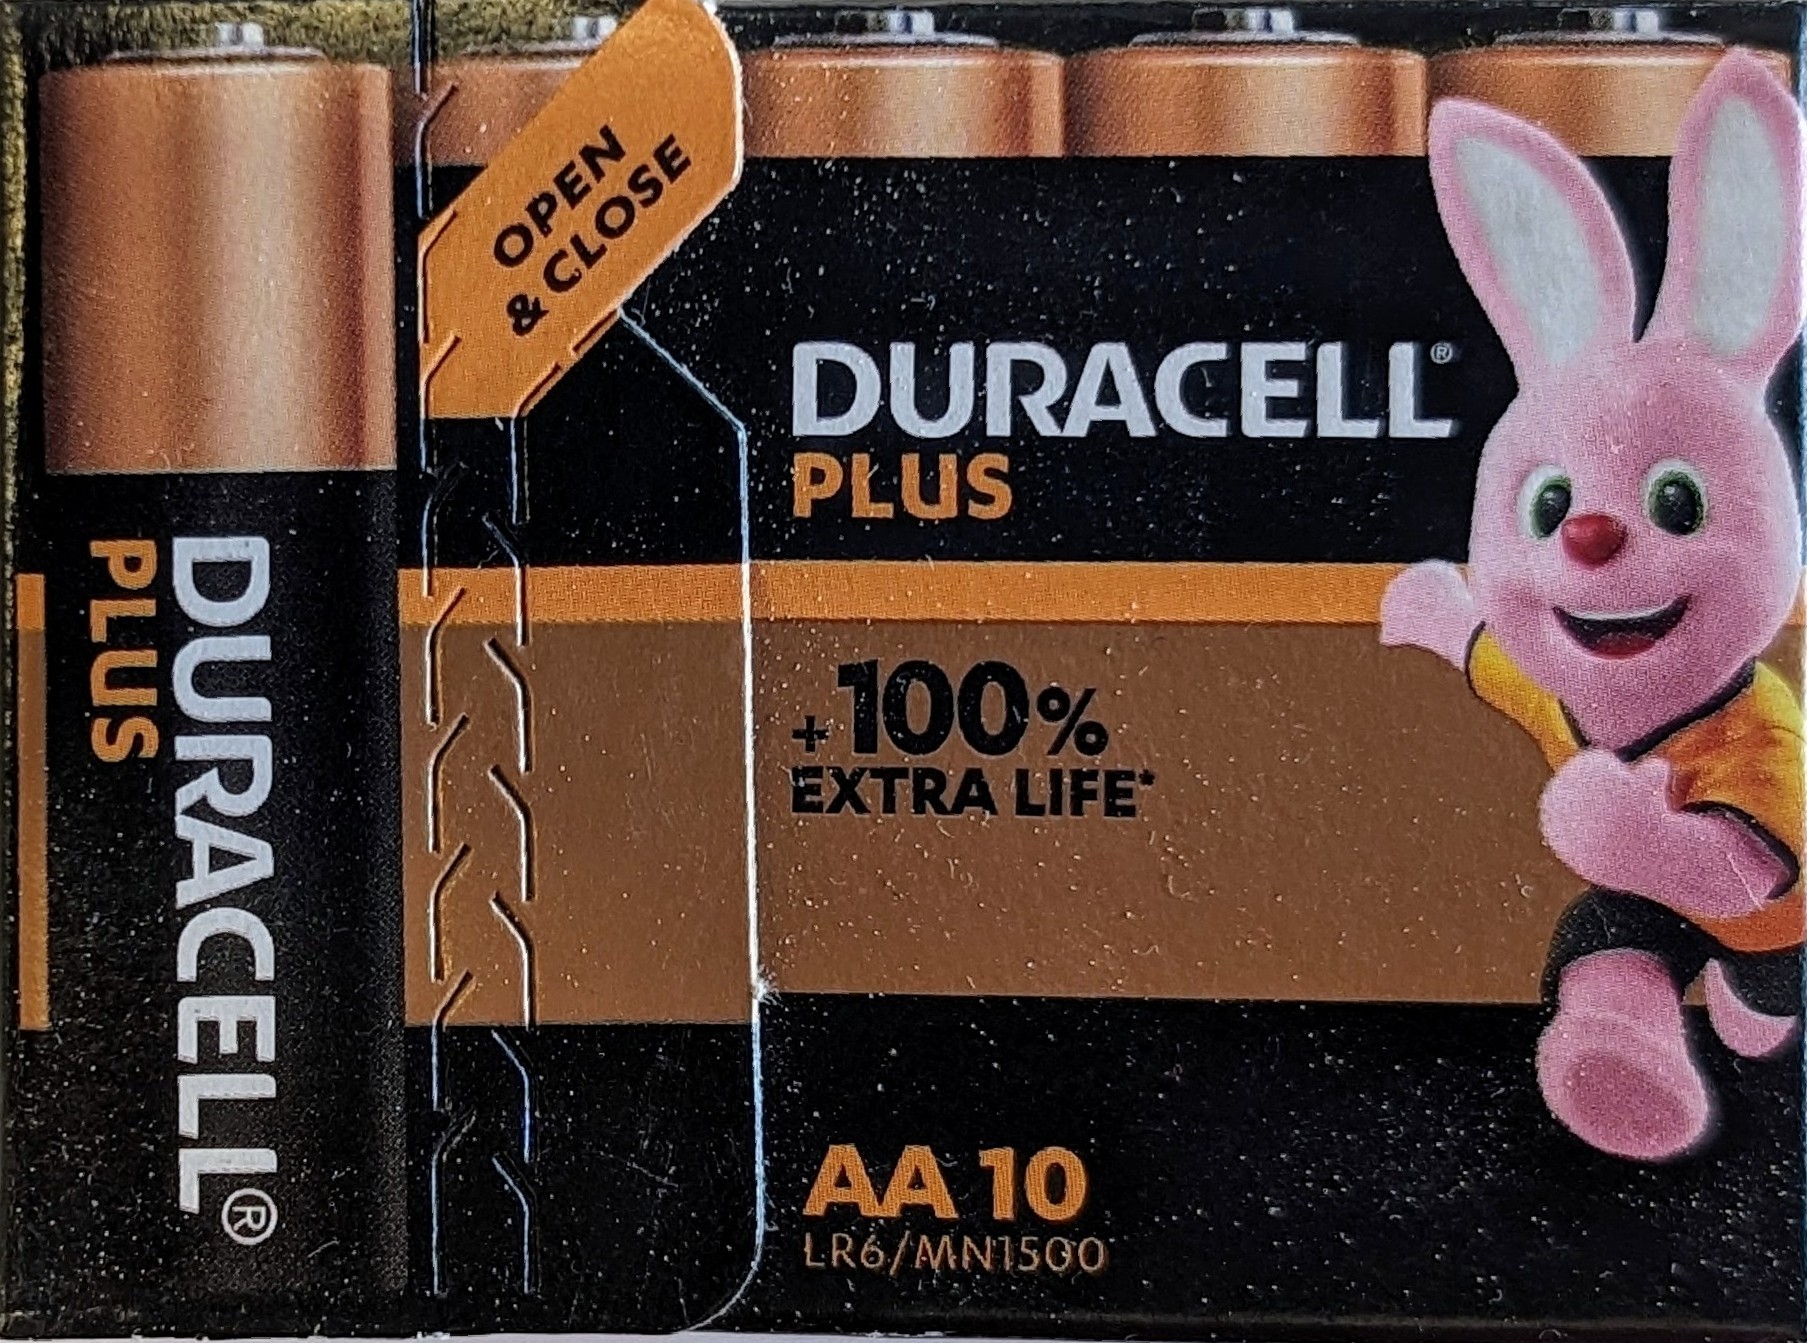 OPEN
& CLOSE
DURACELL®
PLUS
DURACELL®
PLUS
+100%
EXTRA LIFE*
AA 10
LR6/MN1500